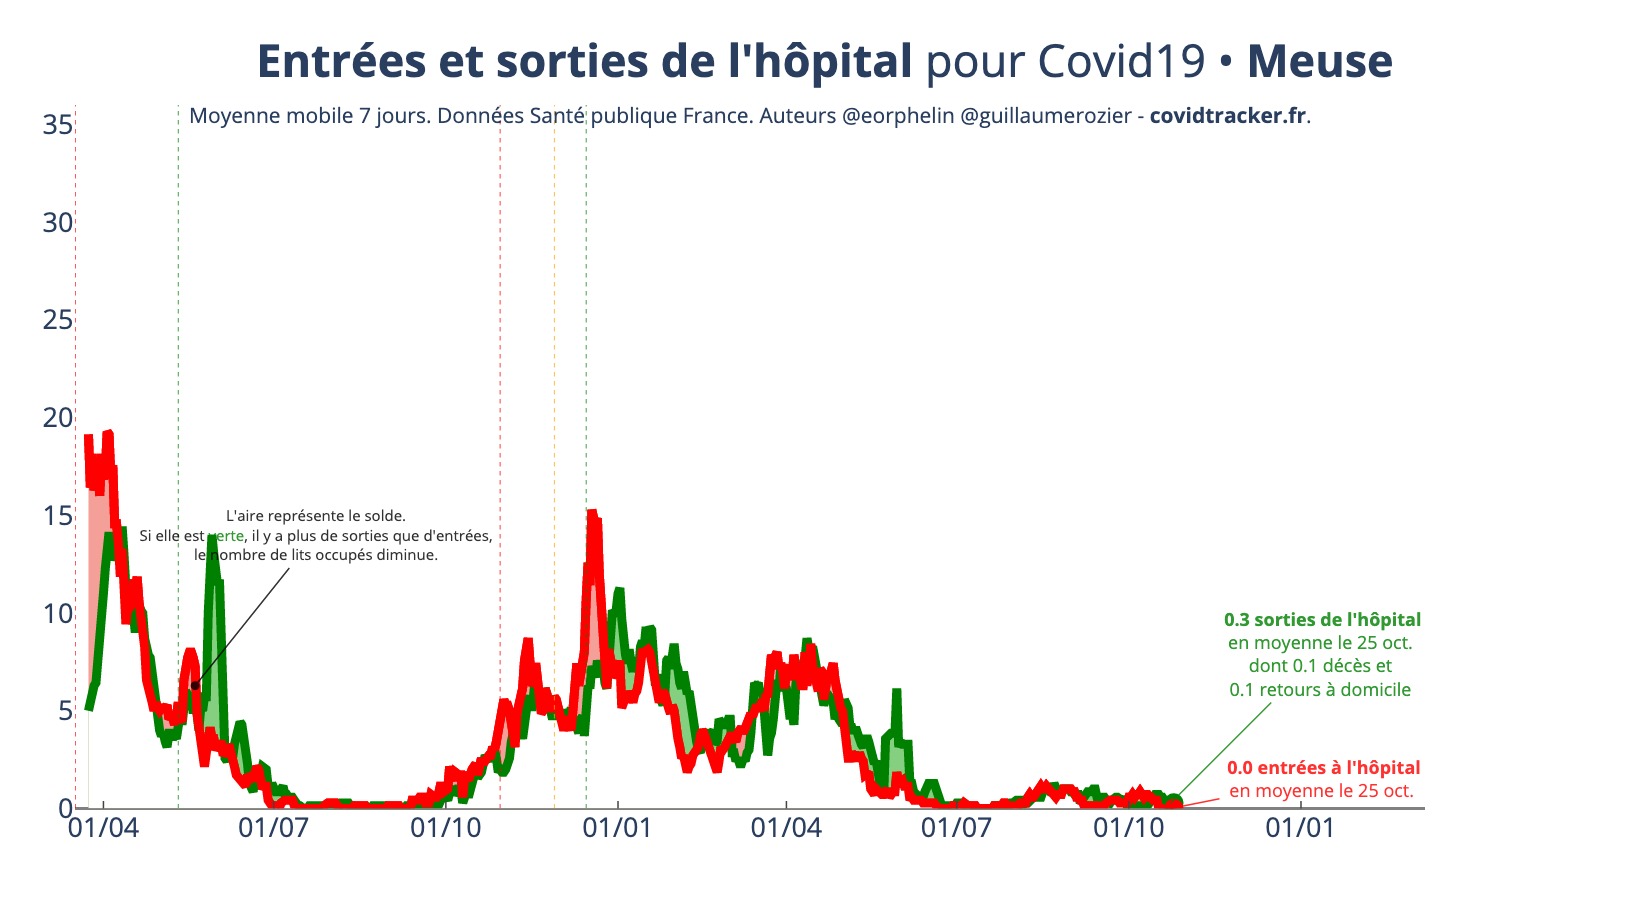 Entrées et sorties de l'hôpital pour Covid19 • Meuse
Moyenne mobile 7 jours. Données Santé publique France. Auteurs @eorphelin @guillaumerozier - covidtracker.fr.
35
30
25
20
15
10
5
0
L'aire représente le solde.
Si elle est verte, il y a plus de sorties que d'entrées,
le nombre de lits occupés diminue.
0.3 sorties de l'hôpital
en moyenne le 25 oct.
dont 0.1 décès et
0.1 retours à domicile
0.0 entrées à l'hôpital
en moyenne le 25 oct.
01/04 01/07 01/10 01/01 01/04 01/07 01/10 01/01